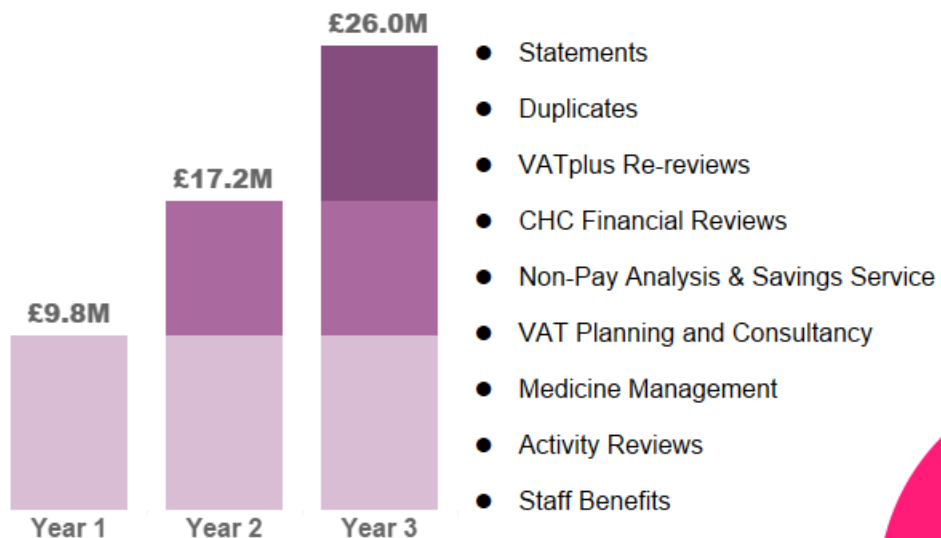 £26.0M
£17.2M
£9.8M
Year 1
Year 2
Year 3
● Statements
● Duplicates
● VATplus Re-reviews
● CHC Financial Reviews
● Non-Pay Analysis & Savings Service
● VAT Planning and Consultancy
● Medicine Management
● Activity Reviews
● Staff Benefits